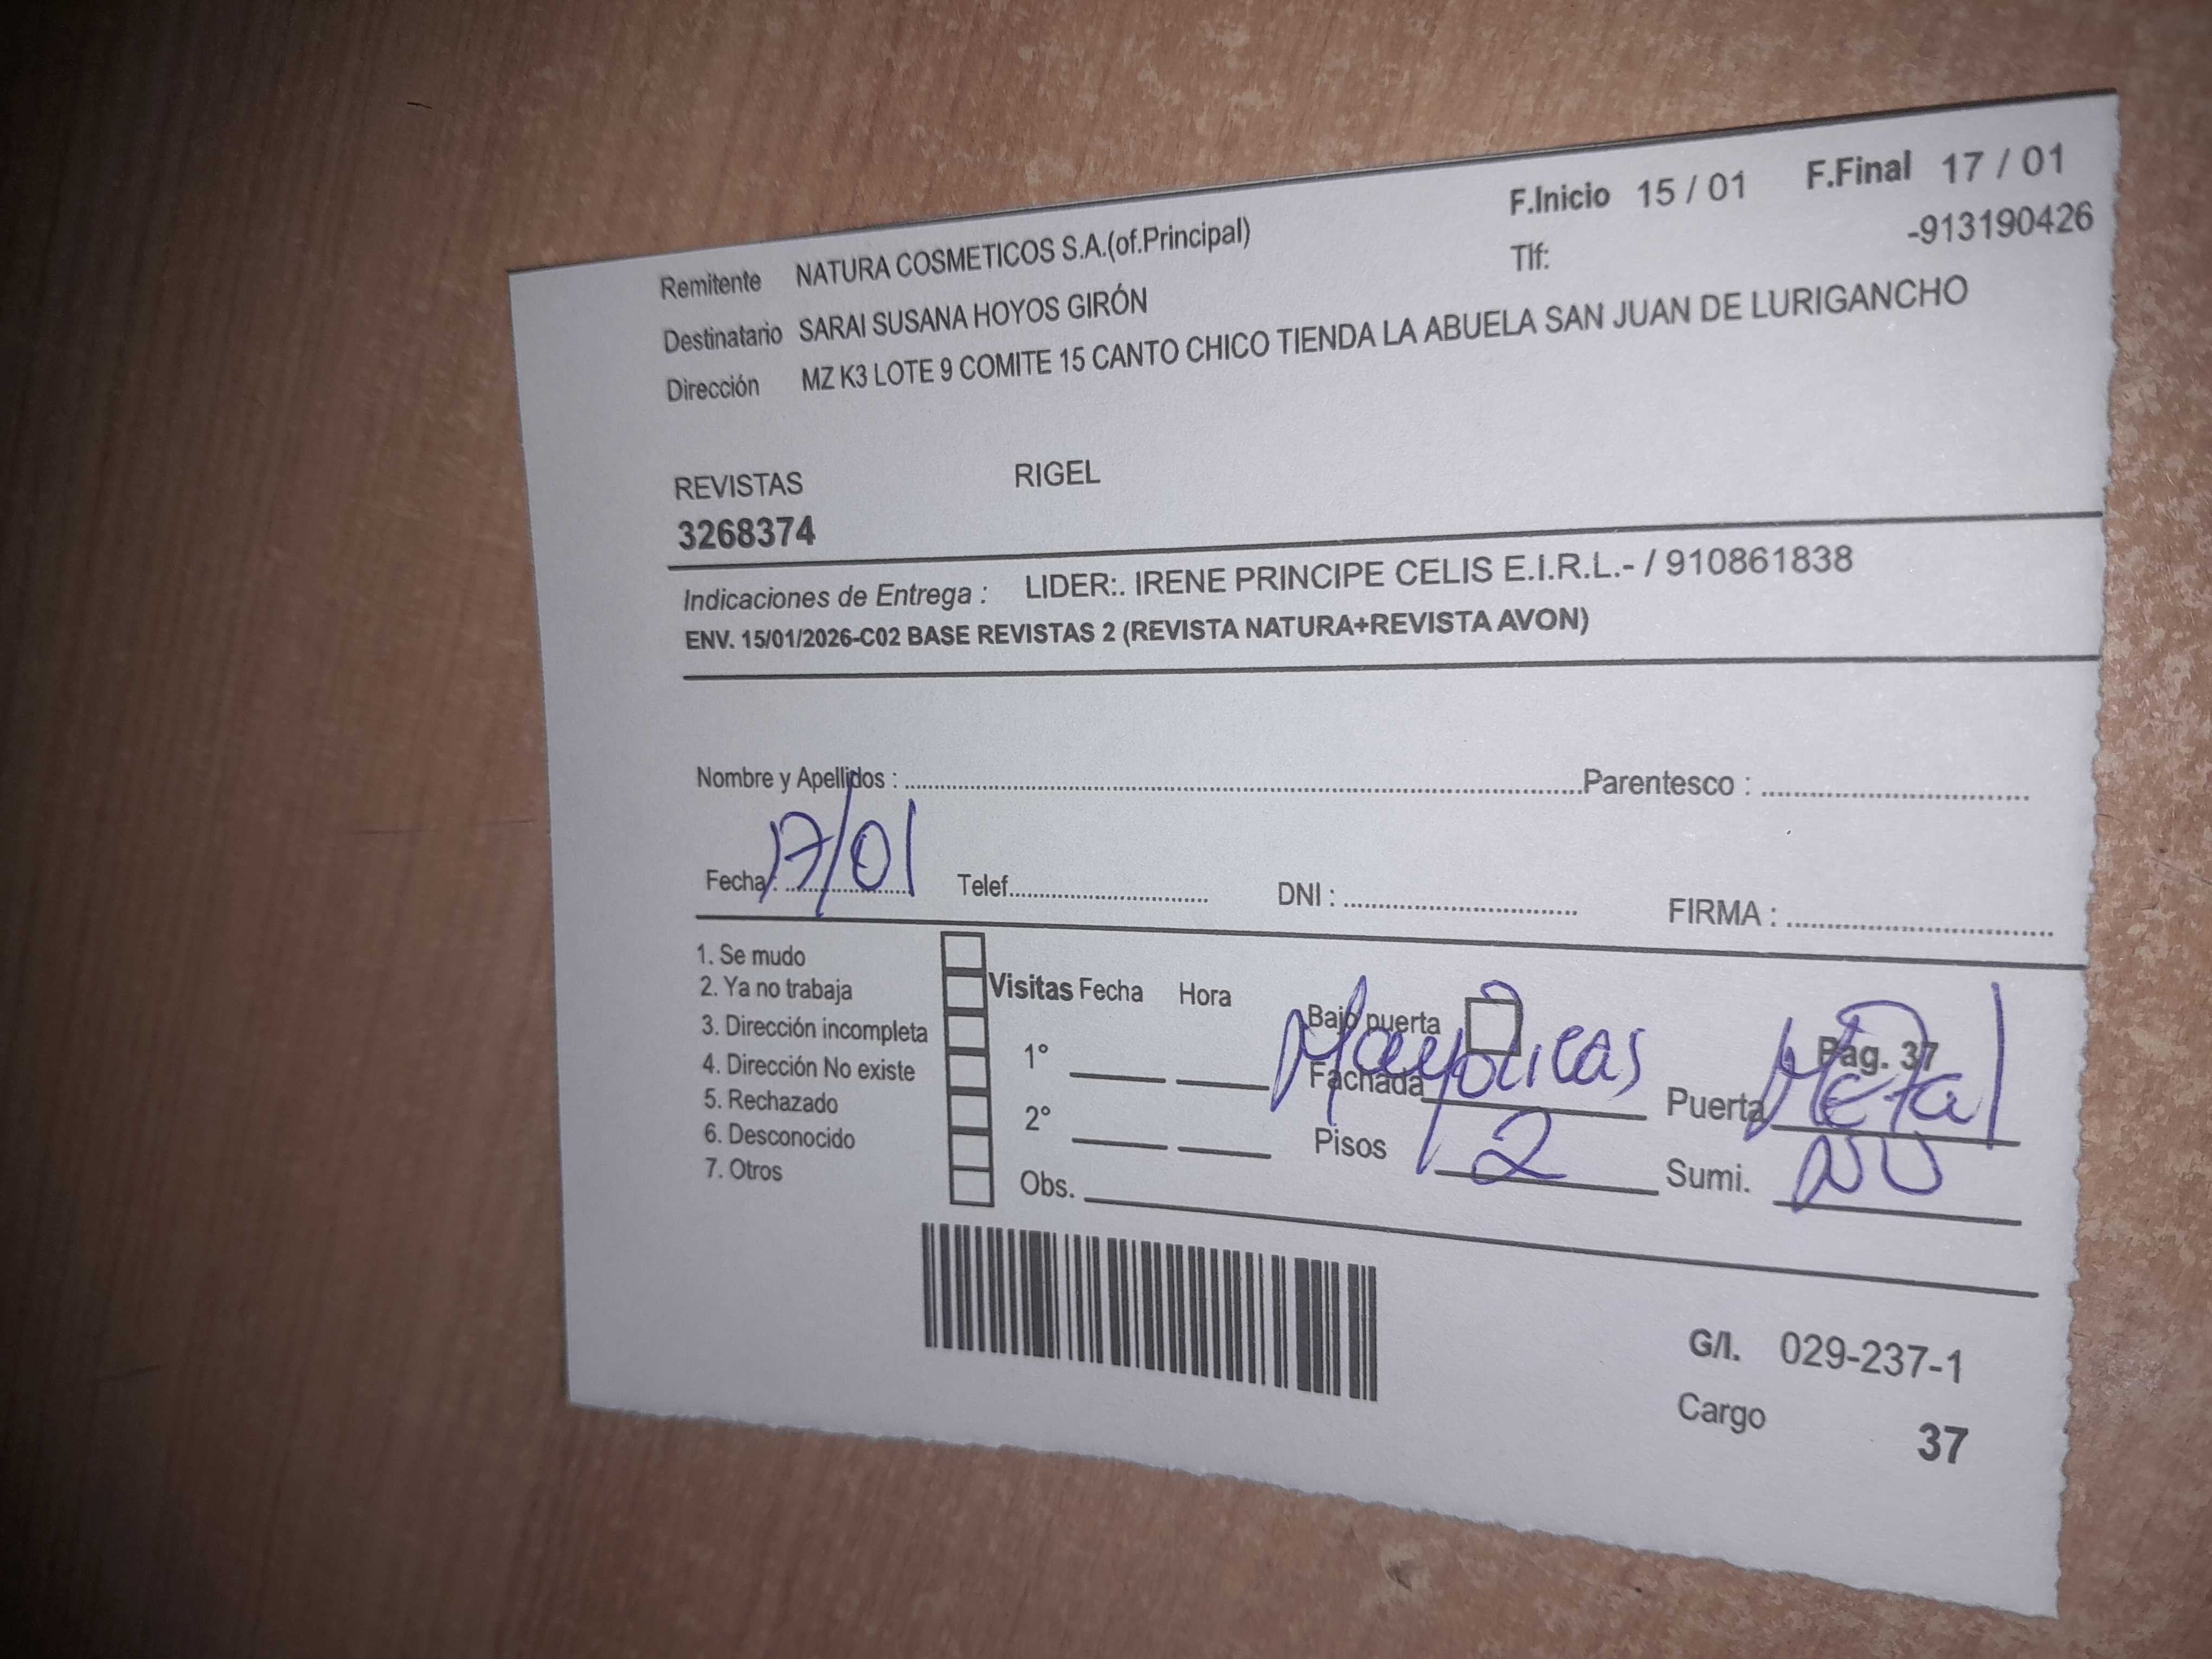 F.Inicio 15 / 01 F.Final 17 / 01
Remitente NATURA COSMETICOS S.A.(of.Principal) Tlf: -913190426
Destinatario SARAI SUSANA HOYOS GIRÓN
Dirección MZ K3 LOTE 9 COMITE 15 CANTO CHICO TIENDA LA ABUELA SAN JUAN DE LURIGANCHO
REVISTAS RIGEL
3268374
Indicaciones de Entrega : LIDER:. IRENE PRINCIPE CELIS E.I.R.L.- / 910861838
ENV. 15/01/2026-C02 BASE REVISTAS 2 (REVISTA NATURA+REVISTA AVON)
Nombre y Apellidos : Parentesco :
Fecha: 17/01 Telef. DNI : FIRMA :
1. Se mudo
2. Ya no trabaja Visitas Fecha Hora Bajo puerta Pág. 37
3. Dirección incompleta 1° Fachada Mayolicas Puerta Metal
4. Dirección No existe
5. Rechazado 2° Pisos 2 Sumi. NO
6. Desconocido
7. Otros Obs.
G/I. 029-237-1
Cargo 37